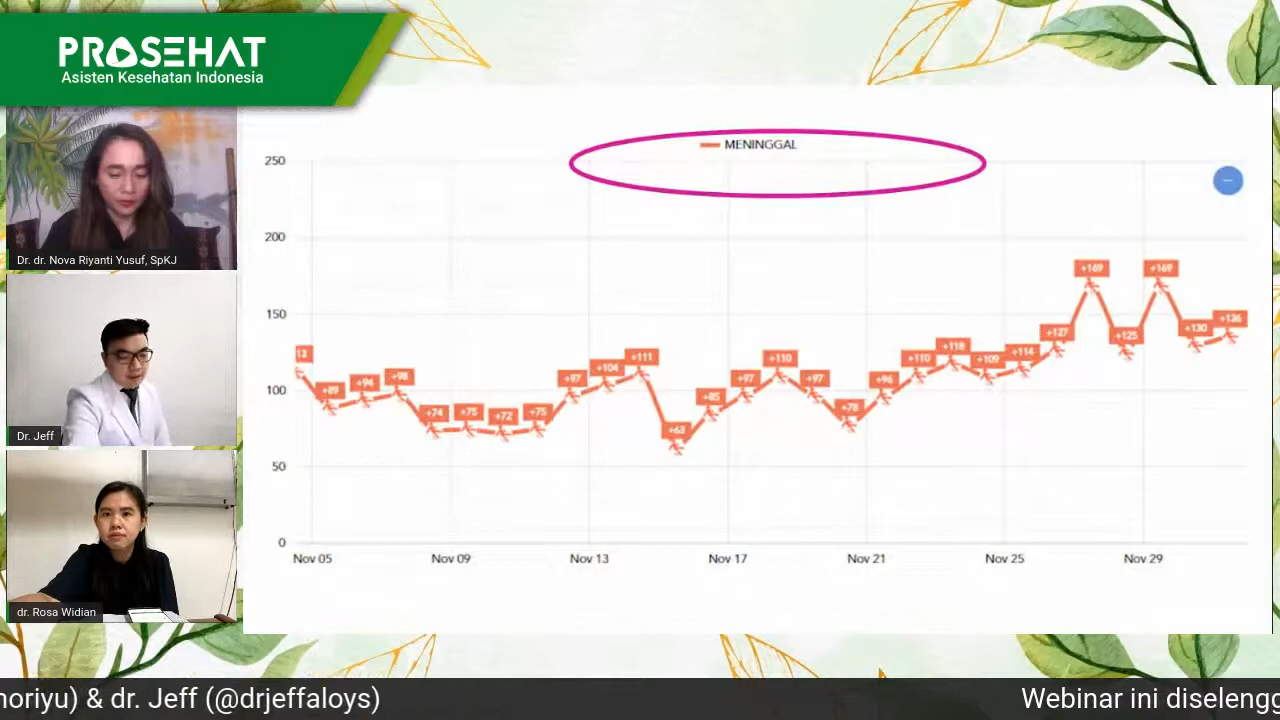 PROSEHAT
Asisten Kesehatan Indonesia
Dr. dr. Nova Riyanti Yusuf, SpKJ
Dr. Jeff
dr. Rosa Widian
MENINGGAL
250
200
150
100
50
0
13
+89
+94
+98
+74
+75
+72
+75
+97
+104
+111
+63
+85
+97
+110
+97
+78
+96
+110
+118
+109
+114
+127
+169
+125
+169
+130
+136
Nov 05
Nov 09
Nov 13
Nov 17
Nov 21
Nov 25
Nov 29
noriyu) & dr. Jeff (@drjeffaloys)
Webinar ini diselengg